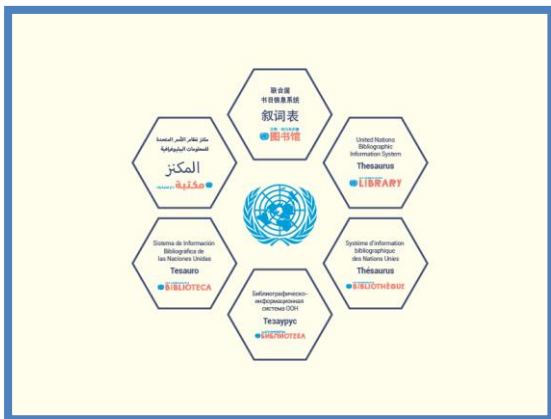 联合国
书目信息系统
叙词表
图书馆
United Nations
Bibliographic
Information System
Thesaurus
LIBRARY
Système d'information
bibliographique
des Nations Unies
Thésaurus
BIBLIOTHÈQUE
Библиографическо-
информационная
система ООН
Тезаурус
БИБЛИОТЕКА
Sistema de Información
Bibliográfica de
las Naciones Unidas
Tesauro
BIBLIOTECA
مكنز نظام الأمم المتحدة
للمعلومات الببليوغرافية
المكنز
مكتبة